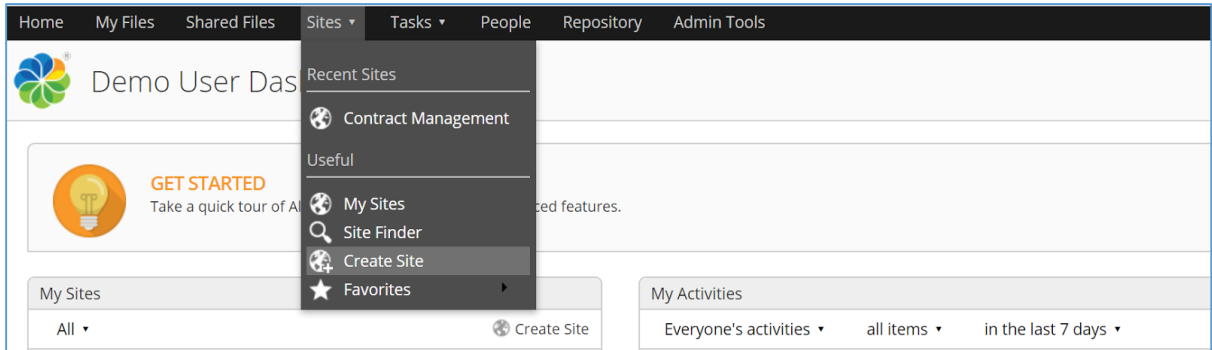 Home My Files Shared Files Sites ▾ Tasks ▾ People Repository Admin Tools
Demo User Das
Recent Sites
Contract Management
Useful
My Sites
Site Finder
Create Site
Favorites
GET STARTED
Take a quick tour of Al
ced features.
My Sites
All ▾ Create Site
My Activities
Everyone's activities ▾ all items ▾ in the last 7 days ▾